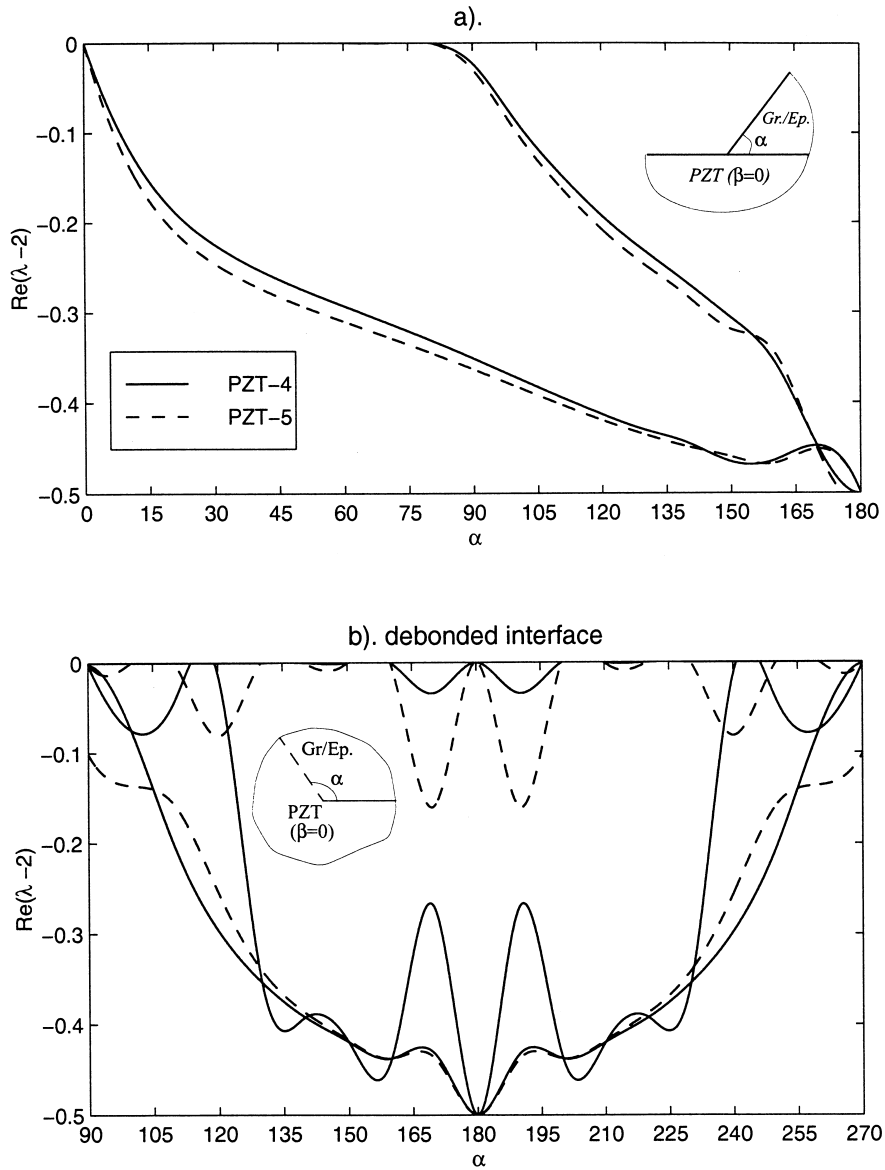 a).
0
-0.1
-0.2
-0.3
-0.4
-0.5
Re(λ -2)
Gr./Ep.
α
PZT (β=0)
PZT-4
PZT-5
0 15 30 45 60 75 90 105 120 135 150 165 180
α
b). debonded interface
0
-0.1
-0.2
-0.3
-0.4
-0.5
Re(λ -2)
Gr/Ep.
α
PZT
(β=0)
90 105 120 135 150 165 180 195 210 225 240 255 270
α